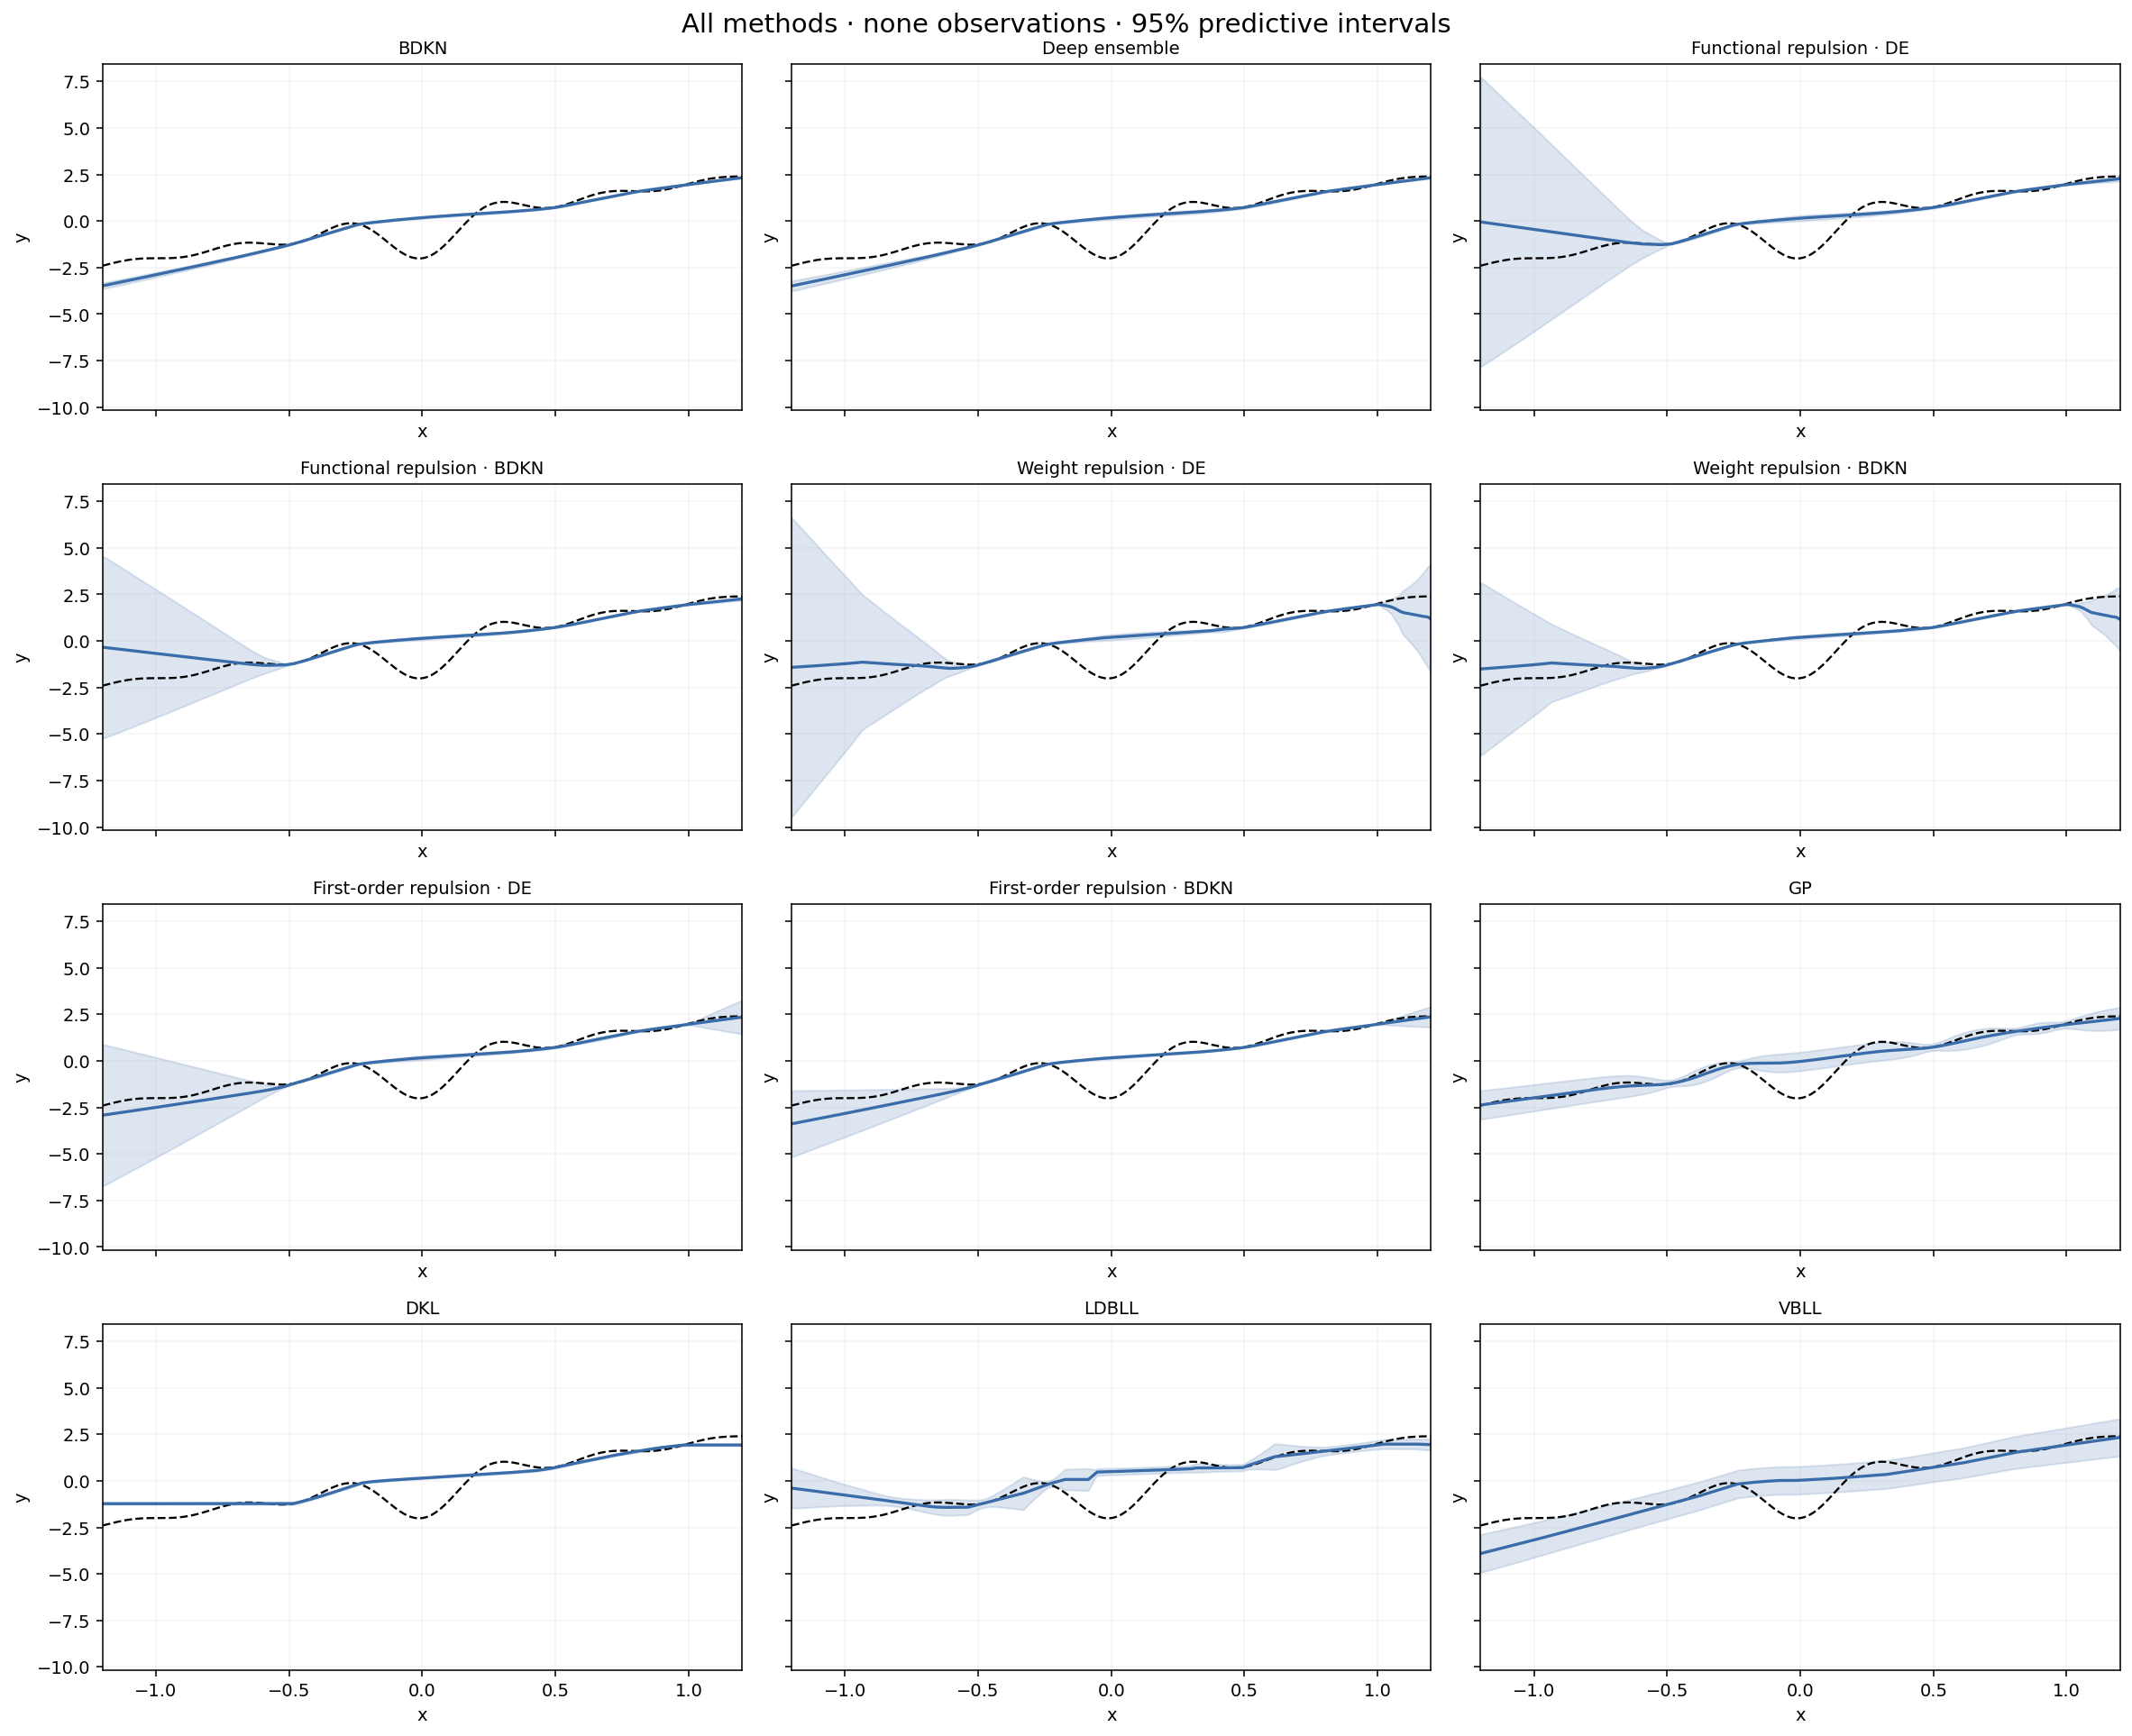 All methods · none observations · 95% predictive intervals
BDKN
Deep ensemble
Functional repulsion · DE
7.5
5.0
2.5
0.0
−2.5
−5.0
−7.5
−10.0
y
y
y
x
x
x
Functional repulsion · BDKN
Weight repulsion · DE
Weight repulsion · BDKN
7.5
5.0
2.5
0.0
−2.5
−5.0
−7.5
−10.0
y
y
y
x
x
x
First-order repulsion · DE
First-order repulsion · BDKN
GP
7.5
5.0
2.5
0.0
−2.5
−5.0
−7.5
−10.0
y
y
y
x
x
x
DKL
LDBLL
VBLL
7.5
5.0
2.5
0.0
−2.5
−5.0
−7.5
−10.0
y
y
y
−1.0 −0.5 0.0 0.5 1.0
−1.0 −0.5 0.0 0.5 1.0
−1.0 −0.5 0.0 0.5 1.0
x
x
x